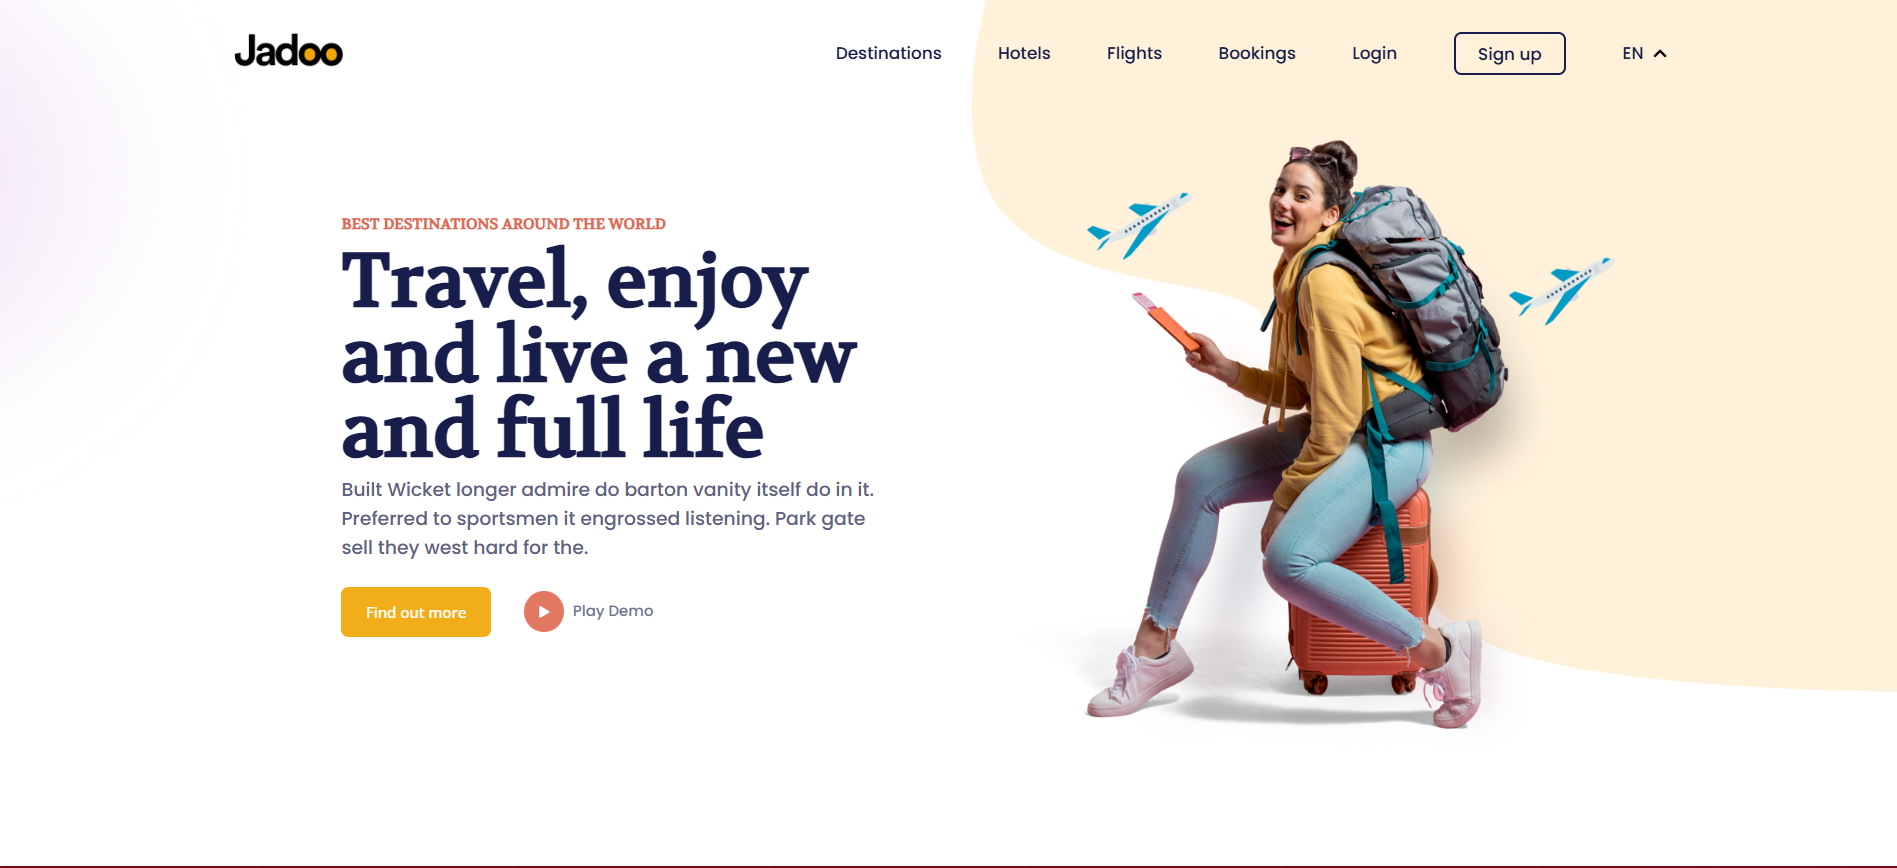 Jadoo
Destinations
Hotels
Flights
Bookings
Login
Sign up
EN
BEST DESTINATIONS AROUND THE WORLD
Travel, enjoy
and live a new
and full life
Built Wicket longer admire do barton vanity itself do in it.
Preferred to sportsmen it engrossed listening. Park gate
sell they west hard for the.
Find out more
Play Demo